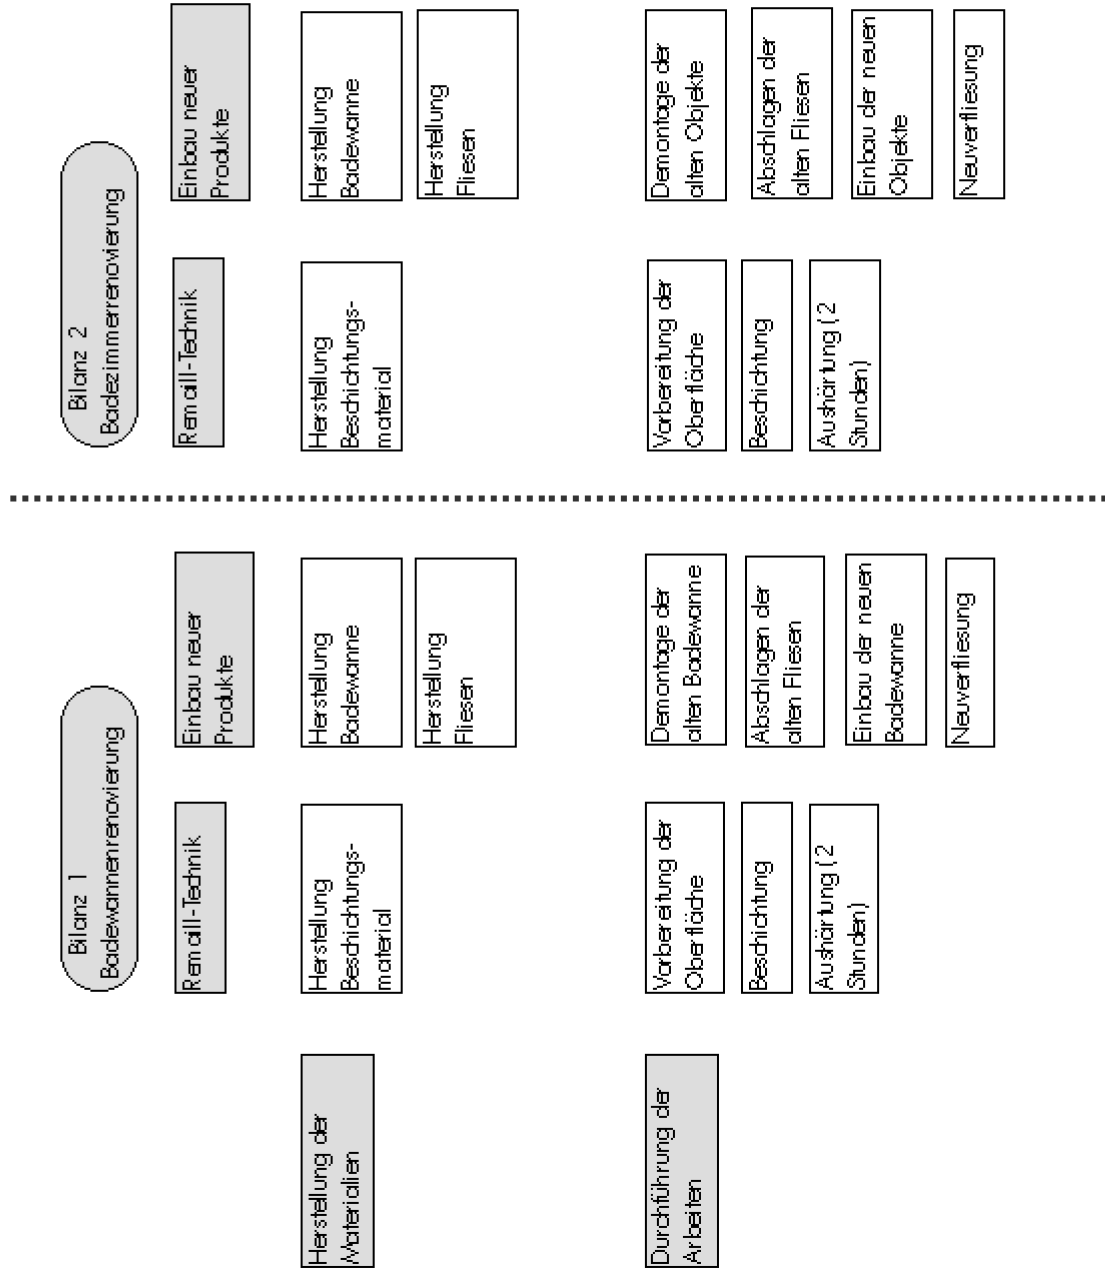 Bilanz 1
Badewannenrenovierung
Bilanz 2
Badezimmerrenovierung
Remaill-Technik
Einbau neuer
Produkte
Remaill-Technik
Einbau neuer
Produkte
Herstellung der
Materialien
Herstellung
Beschichtungs-
material
Herstellung
Badewanne
Herstellung
Fliesen
Herstellung
Beschichtungs-
material
Herstellung
Badewanne
Herstellung
Fliesen
Durchführung der
Arbeiten
Vorbereitung der
Oberfläche
Beschichtung
Aushärtung (2
Stunden)
Demontage der
alten Badewanne
Abschlagen der
alten Fliesen
Einbau der neuen
Badewanne
Neuverfliesung
Vorbereitung der
Oberfläche
Beschichtung
Aushärtung (2
Stunden)
Demontage der
alten Objekte
Abschlagen der
alten Fliesen
Einbau der neuen
Objekte
Neuverfliesung